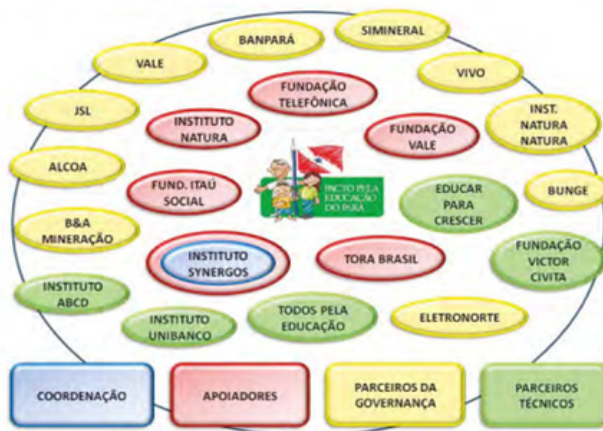 SIMINERAL
BANPARÁ
VALE
VIVO
FUNDAÇÃO
TELEFÔNICA
JSL
INSTITUTO
NATURA
FUNDAÇÃO
VALE
INST.
NATURA
NATURA
ALCOA
FUND. ITAÚ
SOCIAL
PACTO PELA
EDUCAÇÃO
DO PARÁ
EDUCAR
PARA
CRESCER
BUNGE
B&A
MINERAÇÃO
INSTITUTO
SYNERGOS
TORA BRASIL
FUNDAÇÃO
VICTOR
CIVITA
INSTITUTO
ABCD
INSTITUTO
UNIBANCO
TODOS PELA
EDUCAÇÃO
ELETRONORTE
COORDENAÇÃO
APOIADORES
PARCEIROS DA
GOVERNANÇA
PARCEIROS
TÉCNICOS